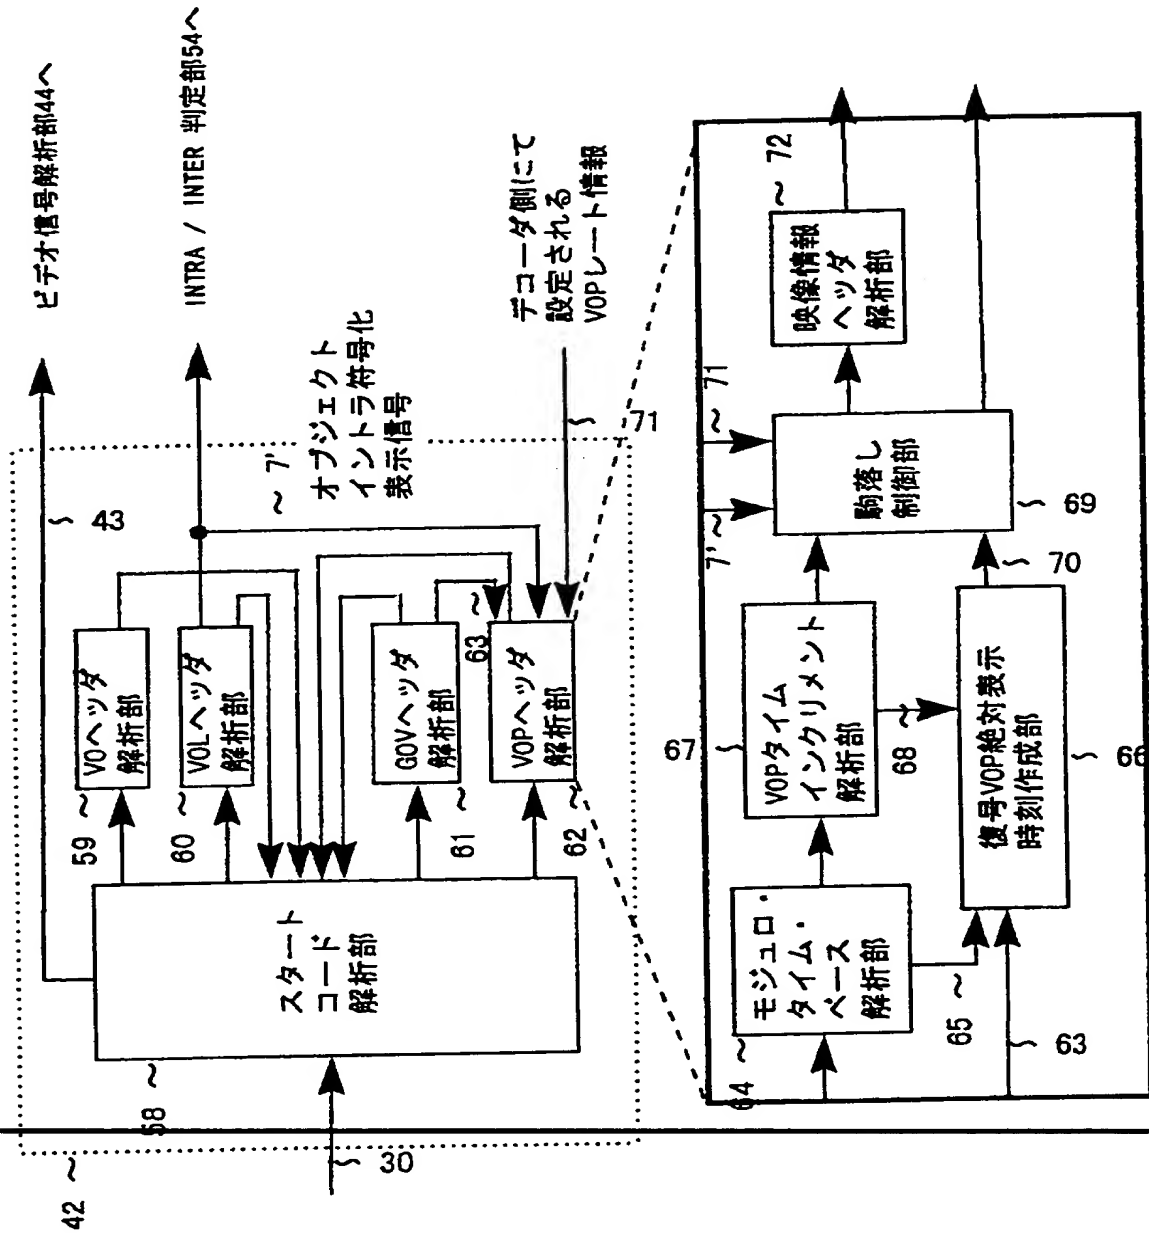 ビデオ信号解析部44へ
INTRA / INTER 判定部54へ
43
7'
オブジェクト
イントラ符号化
表示信号
デコーダ側にて
設定される
VOPレート情報
71
VOヘッダ
解析部
59
VOLヘッダ
解析部
60
GOVヘッダ
解析部
61
63
VOPヘッダ
解析部
62
スタート
コード
解析部
58
42
30
モジュロ・
タイム・
ベース
解析部
64
65
63
VOPタイム
インクリメント
解析部
67
68
復号VOP絶対表示
時刻作成部
66
70
駒落し
制御部
69
7'
71
映像情報
ヘッダ
解析部
72